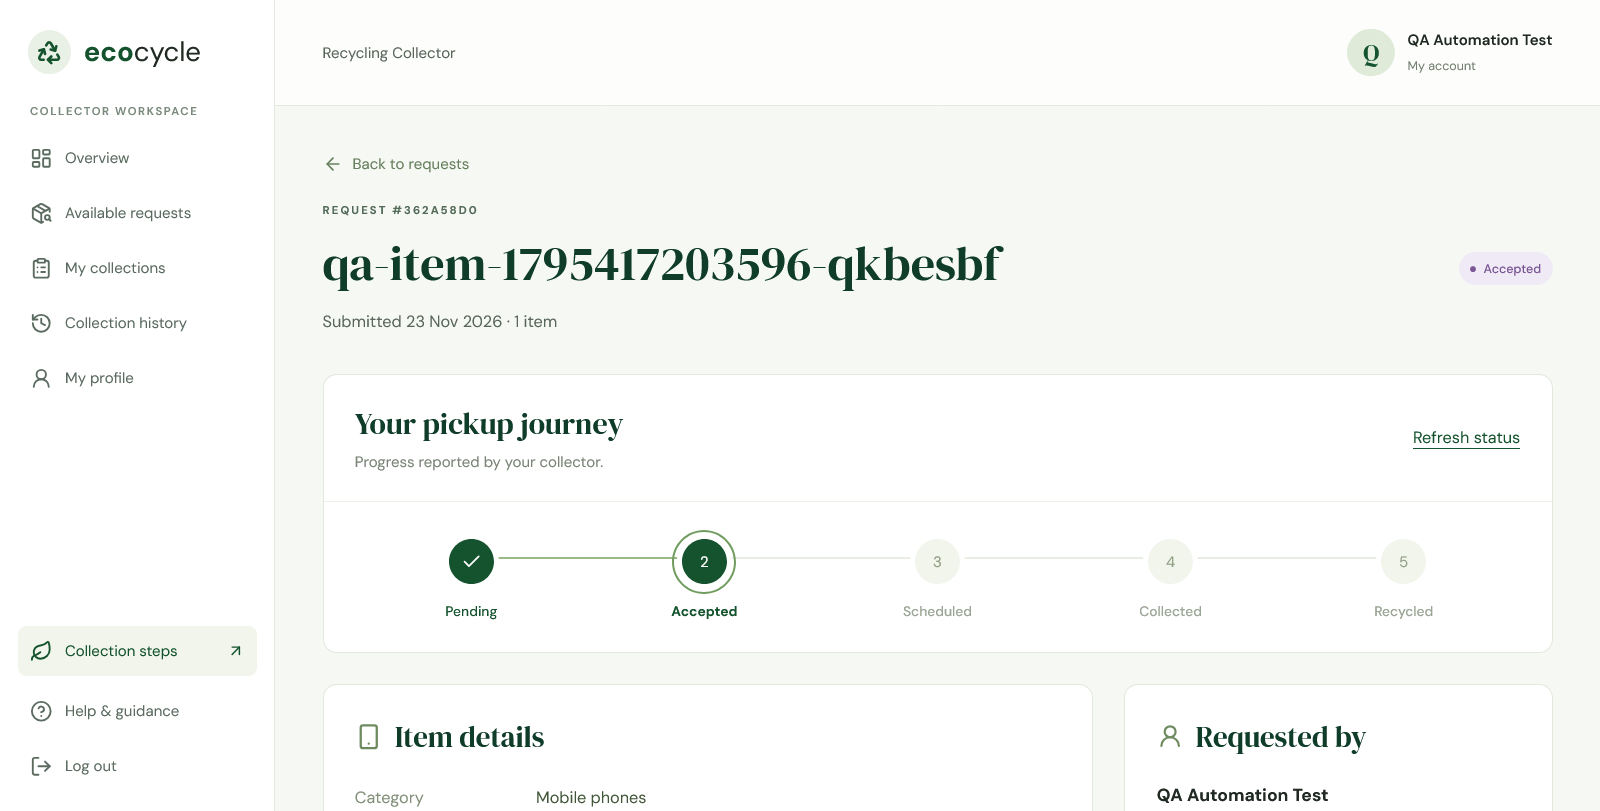 ecocycle
COLLECTOR WORKSPACE
Overview
Available requests
My collections
Collection history
My profile
Collection steps
Help & guidance
Log out
Recycling Collector
Q
QA Automation Test
My account
Back to requests
REQUEST #362A58D0
qa-item-1795417203596-qkbesbf
Accepted
Submitted 23 Nov 2026 · 1 item
Your pickup journey
Progress reported by your collector.
Refresh status
2
3
4
5
Pending
Accepted
Scheduled
Collected
Recycled
Item details
Category
Mobile phones
Requested by
QA Automation Test